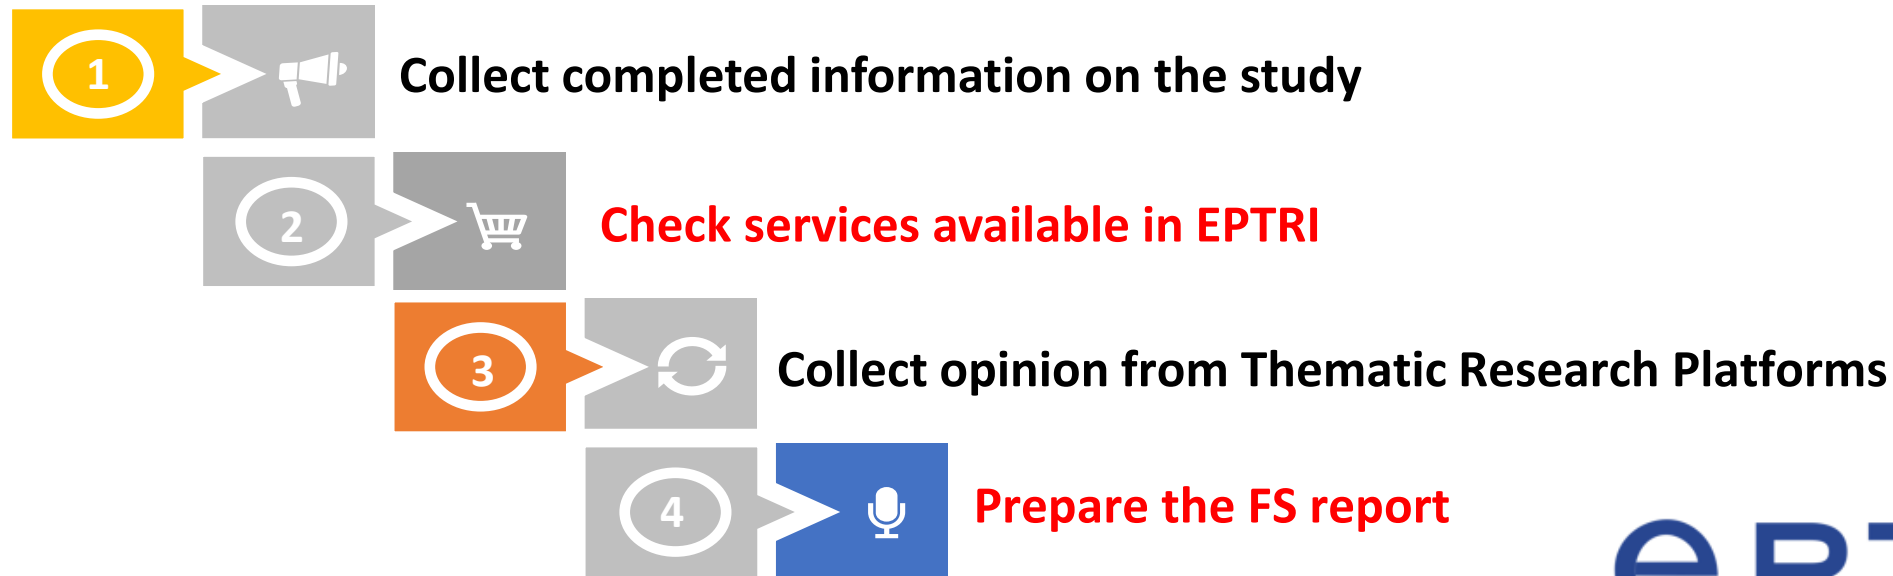 1 Collect completed information on the study
2 Check services available in EPTRI
3 Collect opinion from Thematic Research Platforms
4 Prepare the FS report